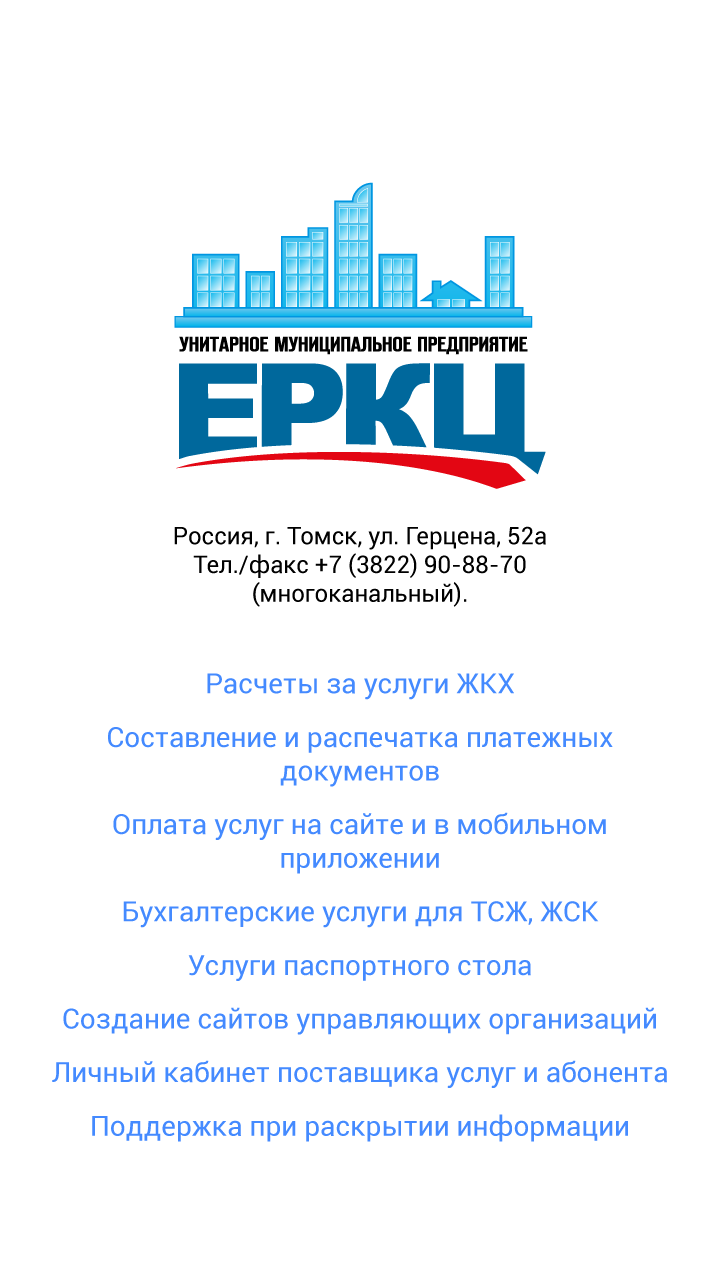 УНИТАРНОЕ МУНИЦИПАЛЬНОЕ ПРЕДПРИЯТИЕ
ЕРКЦ
Россия, г. Томск, ул. Герцена, 52а
Тел./факс +7 (3822) 90-88-70
(многоканальный).
Расчеты за услуги ЖКХ
Составление и распечатка платежных
документов
Оплата услуг на сайте и в мобильном
приложении
Бухгалтерские услуги для ТСЖ, ЖСК
Услуги паспортного стола
Создание сайтов управляющих организаций
Личный кабинет поставщика услуг и абонента
Поддержка при раскрытии информации